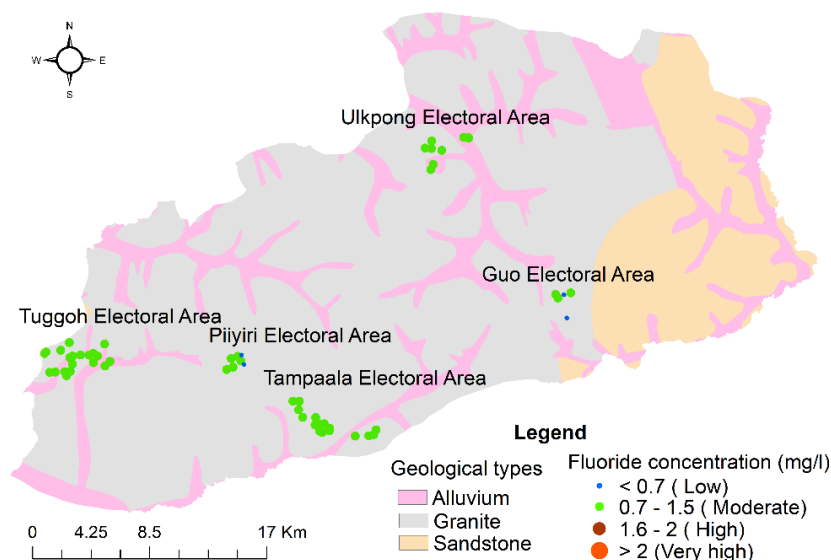 N
W E
S
Ulkpong Electoral Area
Guo Electoral Area
Tuggoh Electoral Area
Piiyiri Electoral Area
Tampaala Electoral Area
Legend
Geological types
Alluvium
Granite
Sandstone
Fluoride concentration (mg/l)
< 0.7 ( Low)
0.7 - 1.5 ( Moderate)
1.6 - 2 ( High)
> 2 (Very high)
0 4.25 8.5 17 Km